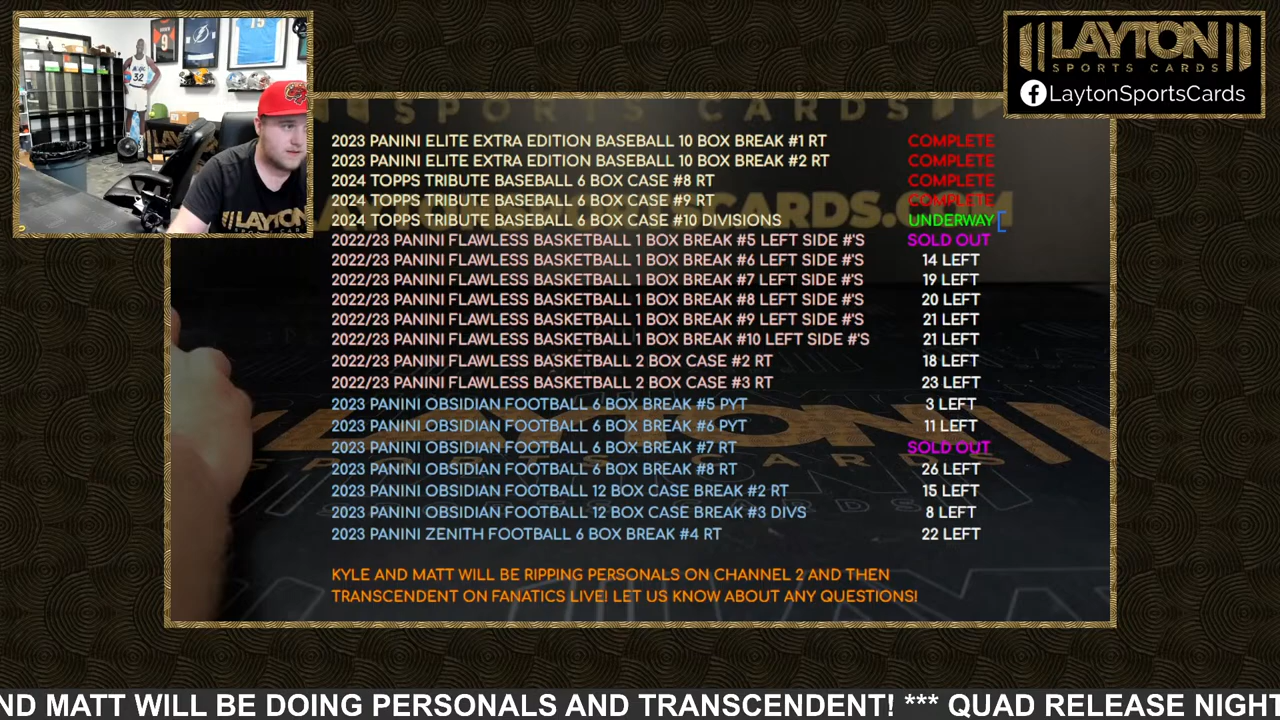 LAYTON
SPORTS CARDS
LaytonSportsCards
2023 PANINI ELITE EXTRA EDITION BASEBALL 10 BOX BREAK #1 RT COMPLETE
2023 PANINI ELITE EXTRA EDITION BASEBALL 10 BOX BREAK #2 RT COMPLETE
2024 TOPPS TRIBUTE BASEBALL 6 BOX CASE #8 RT COMPLETE
2024 TOPPS TRIBUTE BASEBALL 6 BOX CASE #9 RT COMPLETE
2024 TOPPS TRIBUTE BASEBALL 6 BOX CASE #10 DIVISIONS UNDERWAY
2022/23 PANINI FLAWLESS BASKETBALL 1 BOX BREAK #5 LEFT SIDE #'S SOLD OUT
2022/23 PANINI FLAWLESS BASKETBALL 1 BOX BREAK #6 LEFT SIDE #'S 14 LEFT
2022/23 PANINI FLAWLESS BASKETBALL 1 BOX BREAK #7 LEFT SIDE #'S 19 LEFT
2022/23 PANINI FLAWLESS BASKETBALL 1 BOX BREAK #8 LEFT SIDE #'S 20 LEFT
2022/23 PANINI FLAWLESS BASKETBALL 1 BOX BREAK #9 LEFT SIDE #'S 21 LEFT
2022/23 PANINI FLAWLESS BASKETBALL 1 BOX BREAK #10 LEFT SIDE #'S 21 LEFT
2022/23 PANINI FLAWLESS BASKETBALL 2 BOX CASE #2 RT 18 LEFT
2022/23 PANINI FLAWLESS BASKETBALL 2 BOX CASE #3 RT 23 LEFT
2023 PANINI OBSIDIAN FOOTBALL 6 BOX BREAK #5 PYT 3 LEFT
2023 PANINI OBSIDIAN FOOTBALL 6 BOX BREAK #6 PYT 11 LEFT
2023 PANINI OBSIDIAN FOOTBALL 6 BOX BREAK #7 RT SOLD OUT
2023 PANINI OBSIDIAN FOOTBALL 6 BOX BREAK #8 RT 26 LEFT
2023 PANINI OBSIDIAN FOOTBALL 12 BOX CASE BREAK #2 RT 15 LEFT
2023 PANINI OBSIDIAN FOOTBALL 12 BOX CASE BREAK #3 DIVS 8 LEFT
2023 PANINI ZENITH FOOTBALL 6 BOX BREAK #4 RT 22 LEFT
KYLE AND MATT WILL BE RIPPING PERSONALS ON CHANNEL 2 AND THEN
TRANSCENDENT ON FANATICS LIVE! LET US KNOW ABOUT ANY QUESTIONS!
ND MATT WILL BE DOING PERSONALS AND TRANSCENDENT! *** QUAD RELEASE NIGHT